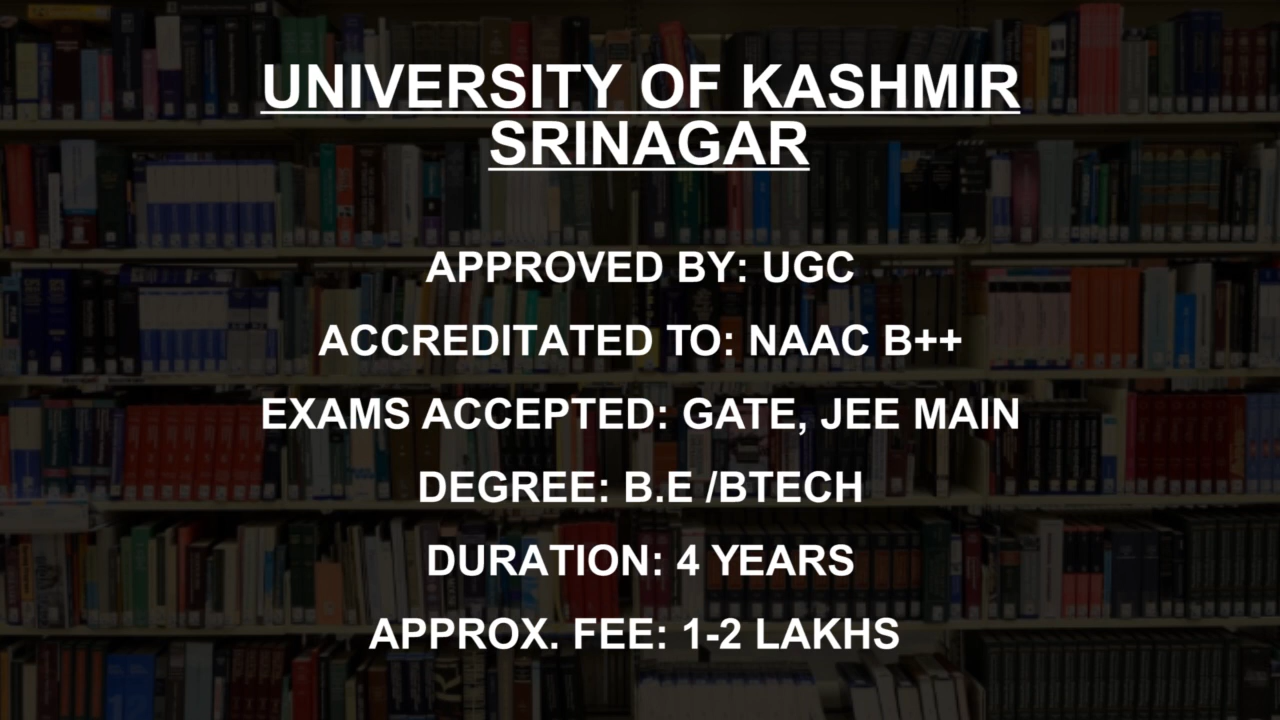 UNIVERSITY OF KASHMIR
SRINAGAR
APPROVED BY: UGC
ACCREDITATED TO: NAAC B++
EXAMS ACCEPTED: GATE, JEE MAIN
DEGREE: B.E /BTECH
DURATION: 4 YEARS
APPROX. FEE: 1-2 LAKHS